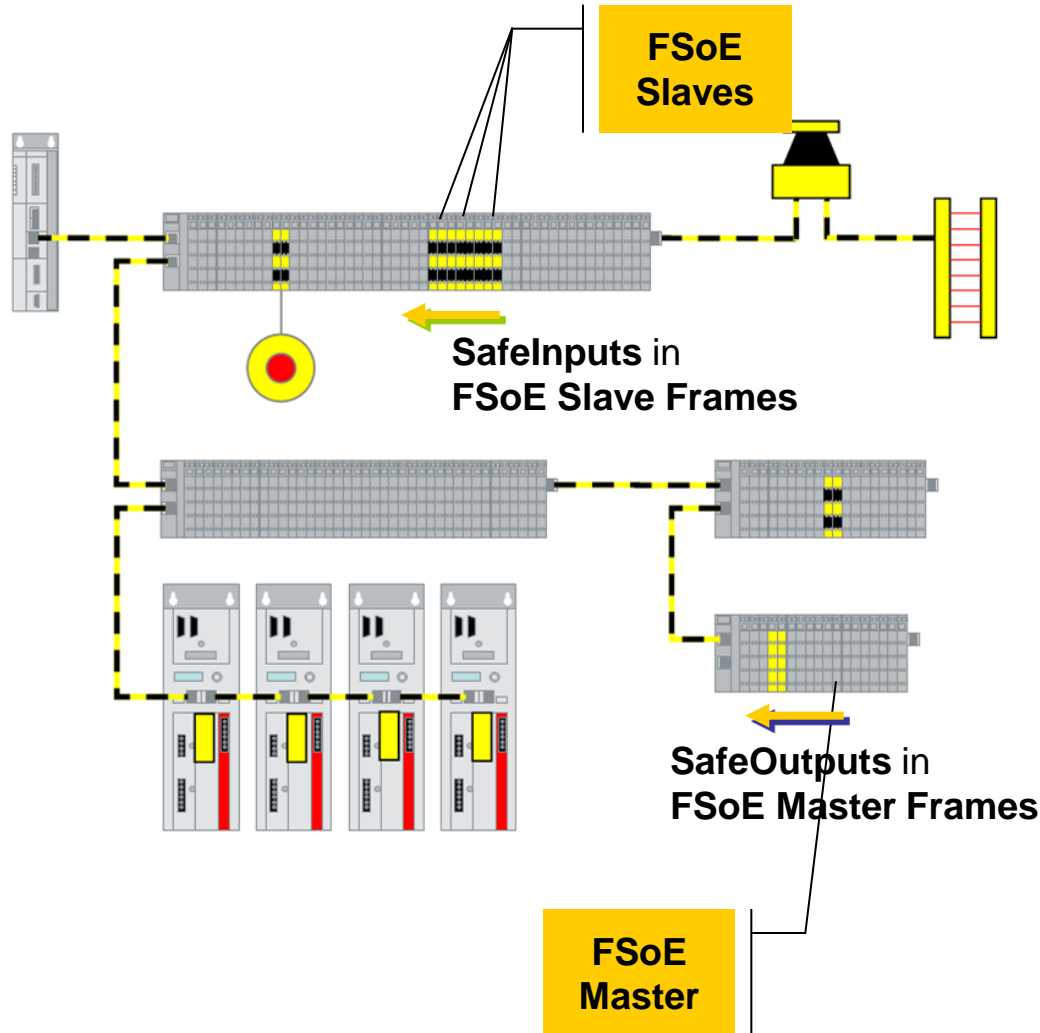 FSoE
Slaves
SafeInputs in
FSoE Slave Frames
SafeOutputs in
FSoE Master Frames
FSoE
Master